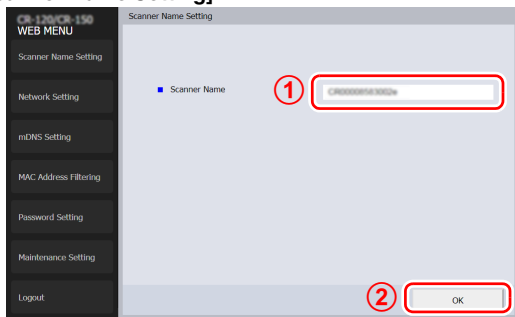 CR-120/CR-150
WEB MENU
Scanner Name Setting
Scanner Name Setting
Network Setting
mDNS Setting
MAC Address Filtering
Password Setting
Maintenance Setting
Logout
Scanner Name
1
2
OK